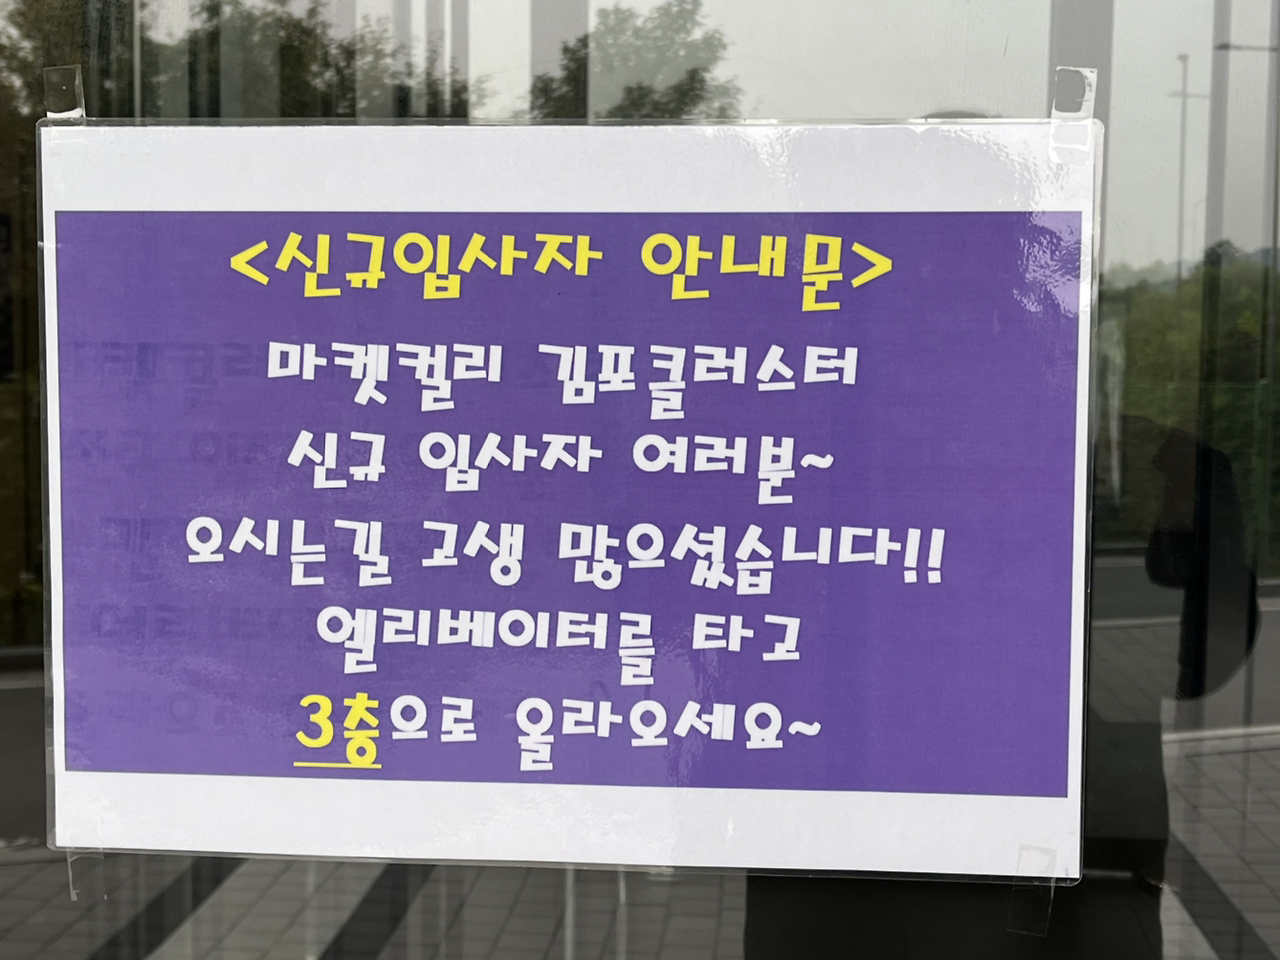 <신규입사자 안내문>
마켓컬리 김포클러스터
신규 입사자 여러분~
오시는길 고생 많으셨습니다!!
엘리베이터를 타고
3층으로 올라오세요~